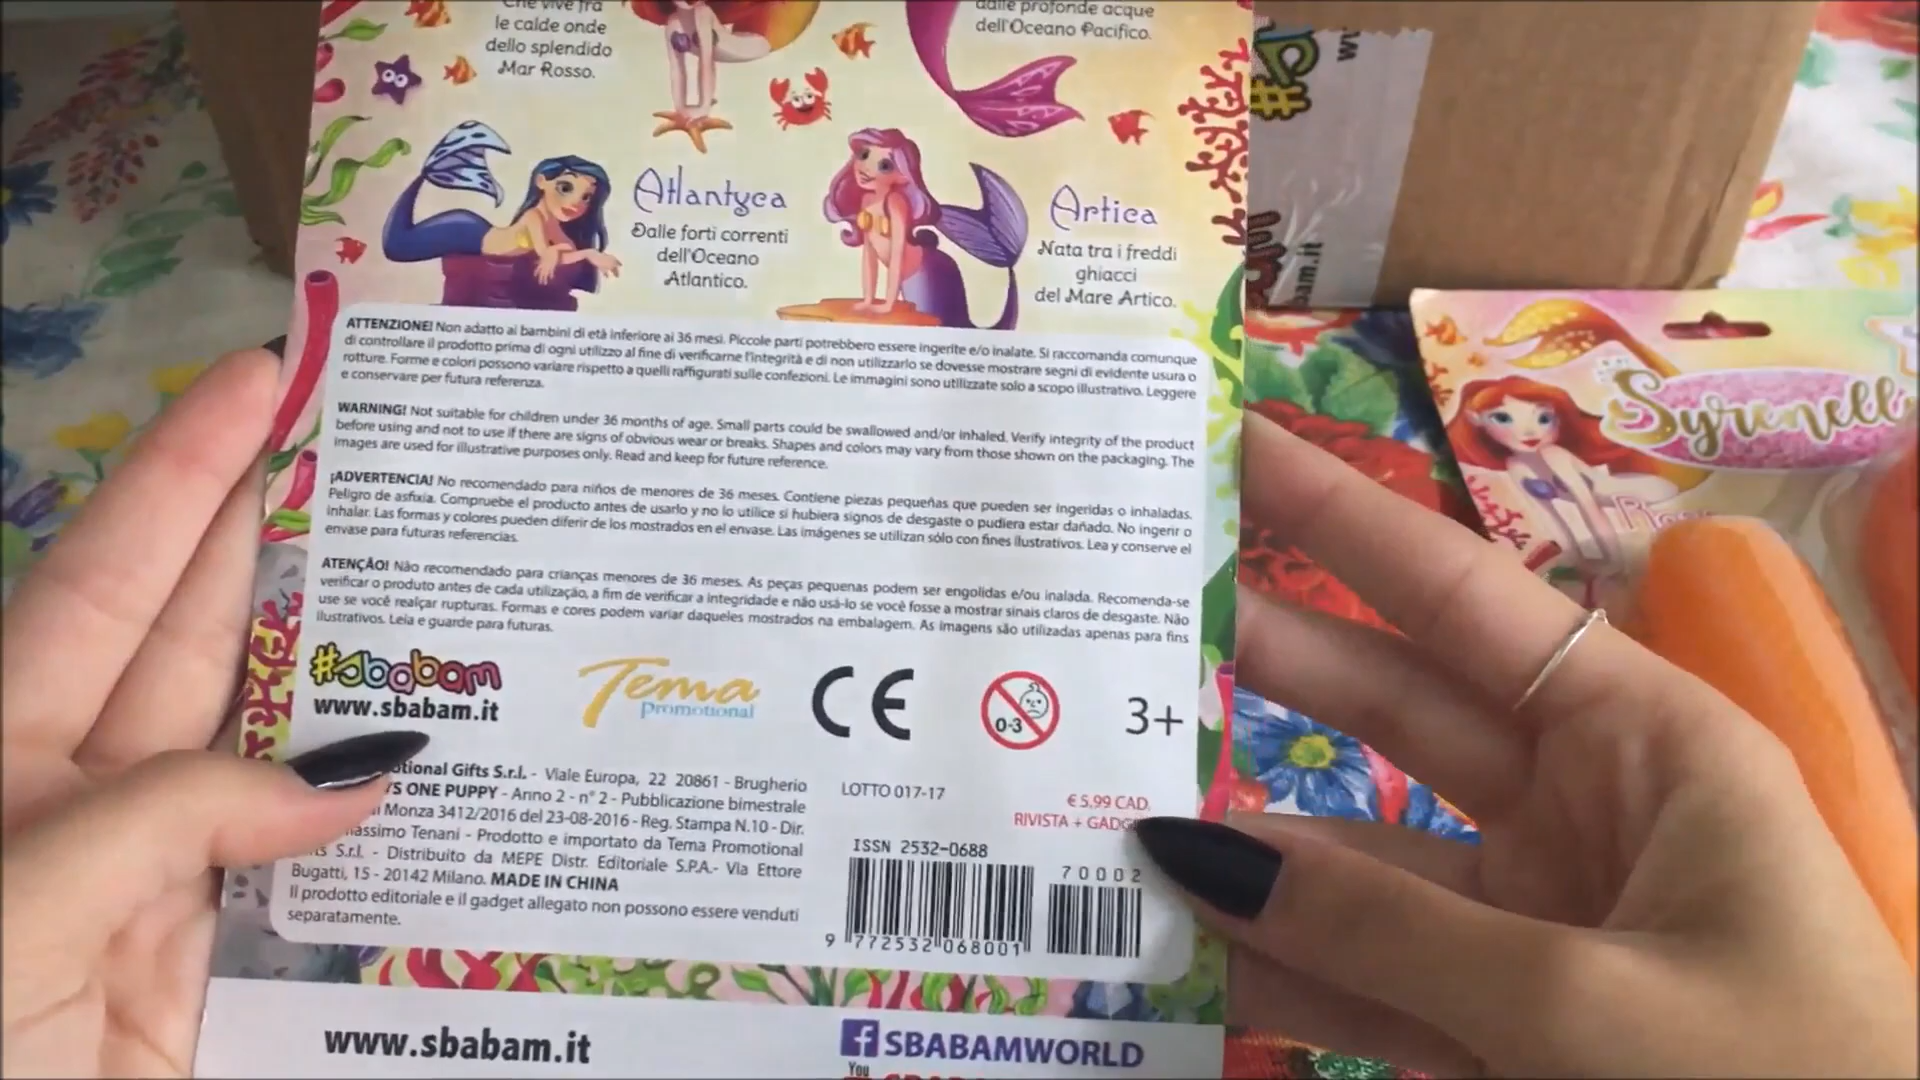 Che vive fra
le calde onde
dello splendido
Mar Rosso.
dalle profonde acque
dell'Oceano Pacifico.
Atlantyca
Dalle forti correnti
dell'Oceano
Atlantico.
Artica
Nata tra i freddi
ghiacci
del Mare Artico.
ATTENZIONE! Non adatto ai bambini di età inferiore ai 36 mesi. Piccole parti potrebbero essere ingerite e/o inalate. Si raccomanda comunque
di controllare il prodotto prima di ogni utilizzo al fine di verificarne l'integrità e di non utilizzarlo se dovesse mostrare segni di evidente usura o
rotture. Forme e colori possono variare rispetto a quelli raffigurati sulle confezioni. Le immagini sono utilizzate solo a scopo illustrativo. Leggere
e conservare per futura referenza.
WARNING! Not suitable for children under 36 months of age. Small parts could be swallowed and/or inhaled. Verify integrity of the product
before using and not to use if there are signs of obvious wear or breaks. Shapes and colors may vary from those shown on the packaging. The
images are used for illustrative purposes only. Read and keep for future reference.
¡ADVERTENCIA! No recomendado para niños de menores de 36 meses. Contiene piezas pequeñas que pueden ser ingeridas o inhaladas.
Peligro de asfixia. Compruebe el producto antes de usarlo y no lo utilice si hubiera signos de desgaste o pudiera estar dañado. No ingerir o
inhalar. Las formas y colores pueden diferir de los mostrados en el envase. Las imágenes se utilizan sólo con fines ilustrativos. Lea y conserve el
envase para futuras referencias.
ATENÇÃO! Não recomendado para crianças menores de 36 meses. As peças pequenas podem ser engolidas e/ou inalada. Recomenda-se
verificar o produto antes de cada utilização, a fim de verificar a integridade e não usá-lo se você fosse a mostrar sinais claros de desgaste. Não
use se você realçar rupturas. Formas e cores podem variar daqueles mostrados na embalagem. As imagens são utilizadas apenas para fins
ilustrativos. Leia e guarde para futuras.
#sbabam
www.sbabam.it
Tema
Promotional
CE
0-3
3+
Gifts S.r.l. - Viale Europa, 22 20861 - Brugherio
ONE PUPPY - Anno 2 - n° 2 - Pubblicazione bimestrale
Monza 3412/2016 del 23-08-2016 - Reg. Stampa N.10 - Dir.
Tenani - Prodotto e importato da Tema Promotional
S.r.l. - Distribuito da MEPE Distr. Editoriale S.P.A.- Via Ettore
Bugatti, 15 - 20142 Milano. MADE IN CHINA
Il prodotto editoriale e il gadget allegato non possono essere venduti
separatamente.
LOTTO 017-17
€ 5,99 CAD.
RIVISTA +
ISSN 2532-0688
70002
9 772532 068001
www.sbabam.it
SBABAMWORLD
You
Syrenell